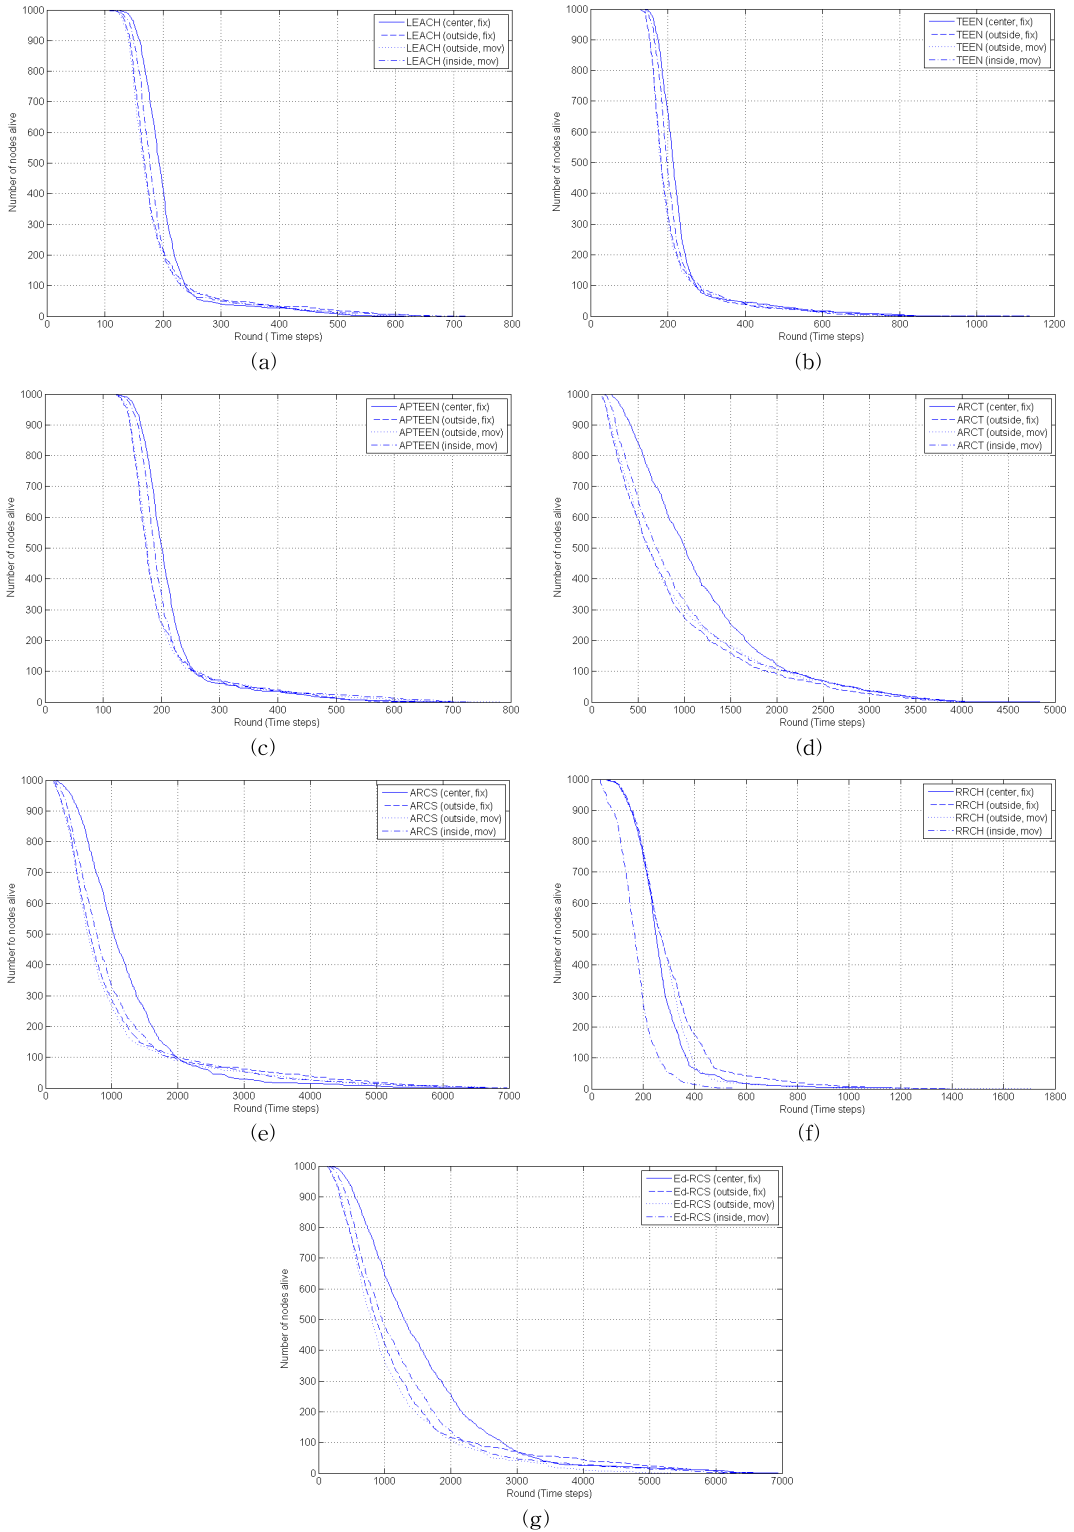 1000
900
800
700
600
500
400
300
200
100
0
Number of nodes alive
LEACH (center, fix)
LEACH (outside, fix)
LEACH (outside, mov)
LEACH (inside, mov)
0 100 200 300 400 500 600 700 800
Round ( Time steps)
(a)
1000
900
800
700
600
500
400
300
200
100
0
Number of nodes alive
TEEN (center, fix)
TEEN (outside, fix)
TEEN (outside, mov)
TEEN (inside, mov)
0 200 400 600 800 1000 1200
Round (Time steps)
(b)
1000
900
800
700
600
500
400
300
200
100
0
Number of nodes alive
APTEEN (center, fix)
APTEEN (outside, fix)
APTEEN (outside, mov)
APTEEN (inside, mov)
0 100 200 300 400 500 600 700 800
Round (Time steps)
(c)
1000
900
800
700
600
500
400
300
200
100
0
Number of nodes alive
ARCT (center, fix)
ARCT (outside, fix)
ARCT (outside, mov)
ARCT (inside, mov)
0 500 1000 1500 2000 2500 3000 3500 4000 4500 5000
Round (Time steps)
(d)
1000
900
800
700
600
500
400
300
200
100
0
Number fo nodes alive
ARCS (center, fix)
ARCS (outside, fix)
ARCS (outside, mov)
ARCS (inside, mov)
0 1000 2000 3000 4000 5000 6000 7000
Round (Time steps)
(e)
1000
900
800
700
600
500
400
300
200
100
0
Number of nodes alive
RRCH (center, fix)
RRCH (outside, fix)
RRCH (outside, mov)
RRCH (inside, mov)
0 200 400 600 800 1000 1200 1400 1600 1800
Round (Time steps)
(f)
1000
900
800
700
600
500
400
300
200
100
0
Number of nodes alive
Ed-RCS (center, fix)
Ed-RCS (outside, fix)
Ed-RCS (outside, mov)
Ed-RCS (inside, mov)
0 1000 2000 3000 4000 5000 6000 7000
Round (Time steps)
(g)